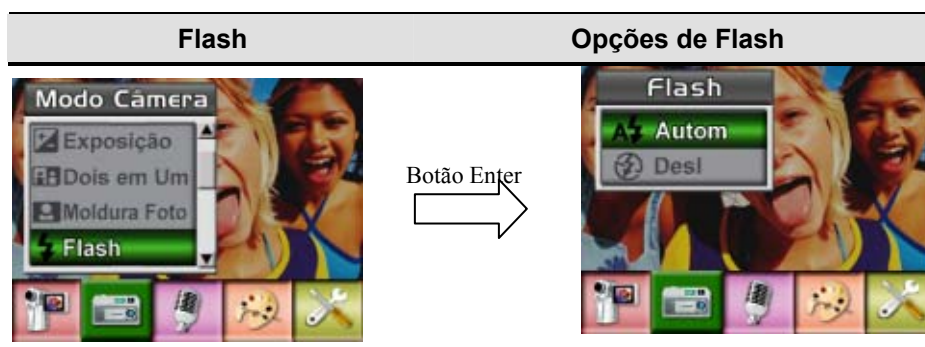 Flash
Opções de Flash
Modo Câmera
Exposição
Dois em Um
Moldura Foto
Flash
Botão Enter
Flash
A Autom
Desl